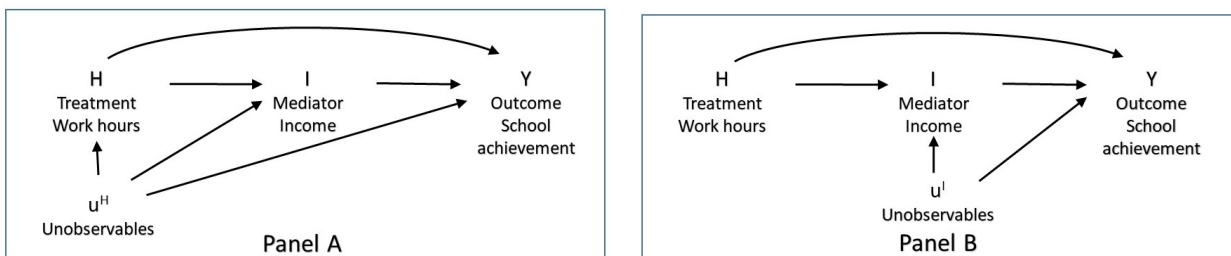 H
Treatment
Work hours
I
Mediator
Income
Y
Outcome
School
achievement
u^H
Unobservables
Panel A
H
Treatment
Work hours
I
Mediator
Income
Y
Outcome
School
achievement
u^I
Unobservables
Panel B